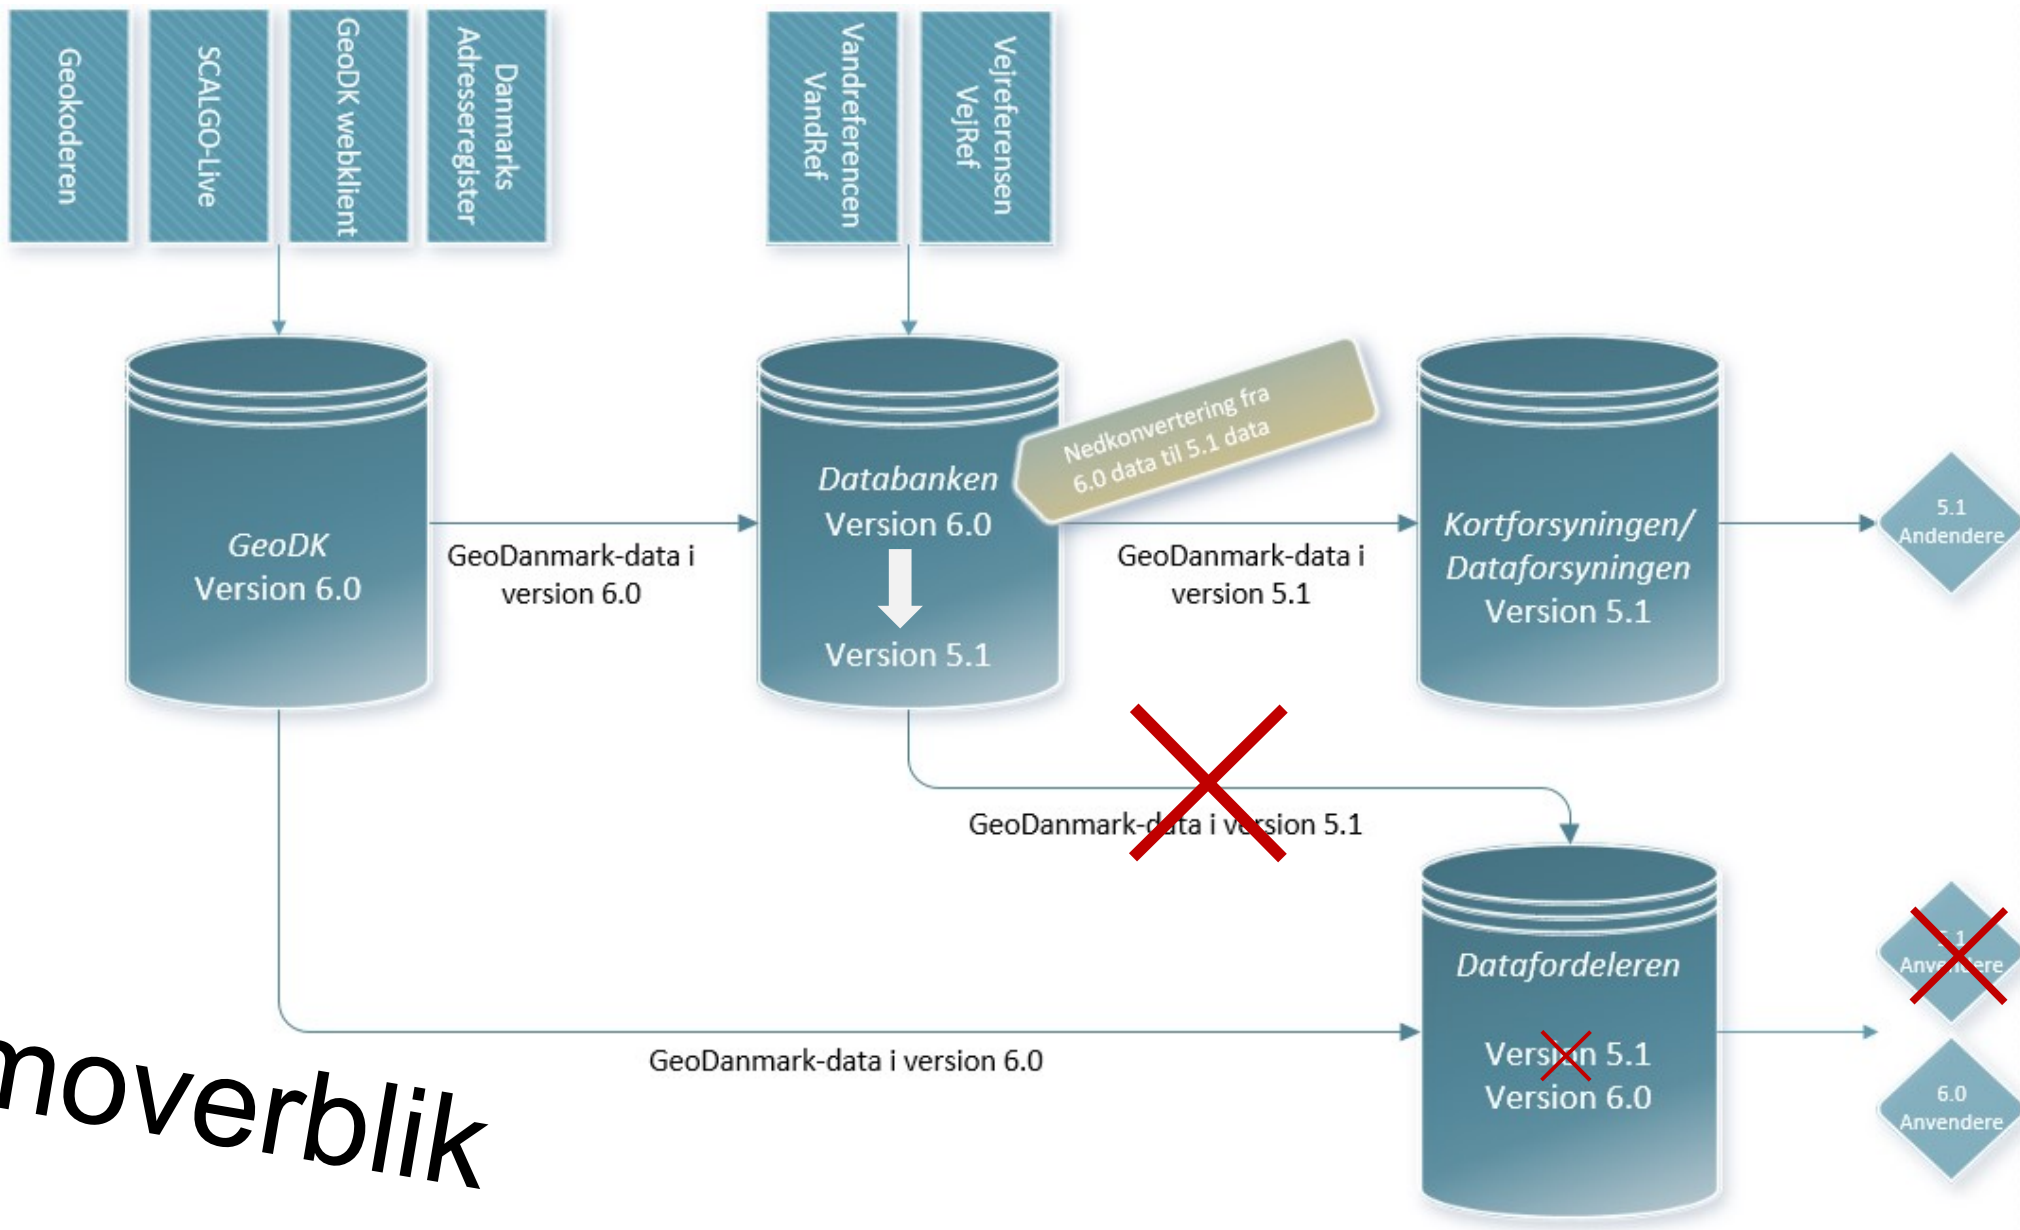 Geokoderen
SCALGO-Live
GeoDK webklient
Danmarks
Adresseregister
Vandreferencen
VandRef
Vejreferensen
VejRef
GeoDK
Version 6.0
GeoDanmark-data i
version 6.0
Databanken
Version 6.0
Version 5.1
Nedkonvertering fra
6.0 data til 5.1 data
GeoDanmark-data i
version 5.1
Kortforsyningen/
Dataforsyningen
Version 5.1
5.1
Andendere
GeoDanmark-data i version 5.1
Datafordeleren
Version 5.1
Version 6.0
5.1
Anvendere
6.0
Anvendere
GeoDanmark-data i version 6.0
moverblik